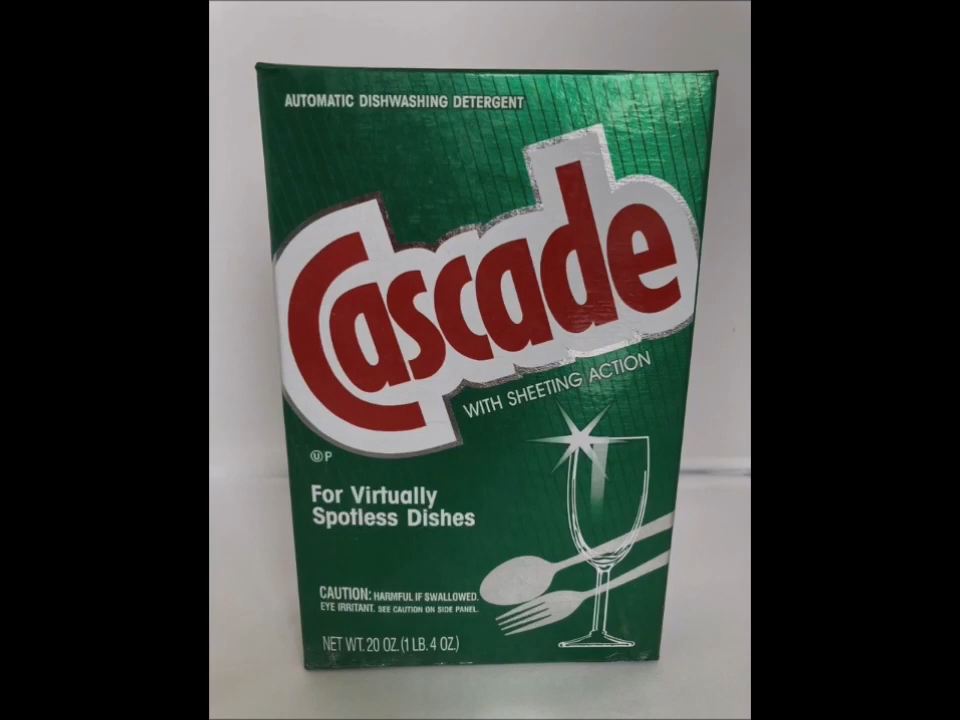 AUTOMATIC DISHWASHING DETERGENT
Cascade
WITH SHEETING ACTION
Ⓤ P
For Virtually
Spotless Dishes
CAUTION: HARMFUL IF SWALLOWED.
EYE IRRITANT. SEE CAUTION ON SIDE PANEL.
NET WT. 20 OZ. (1 LB. 4 OZ.)